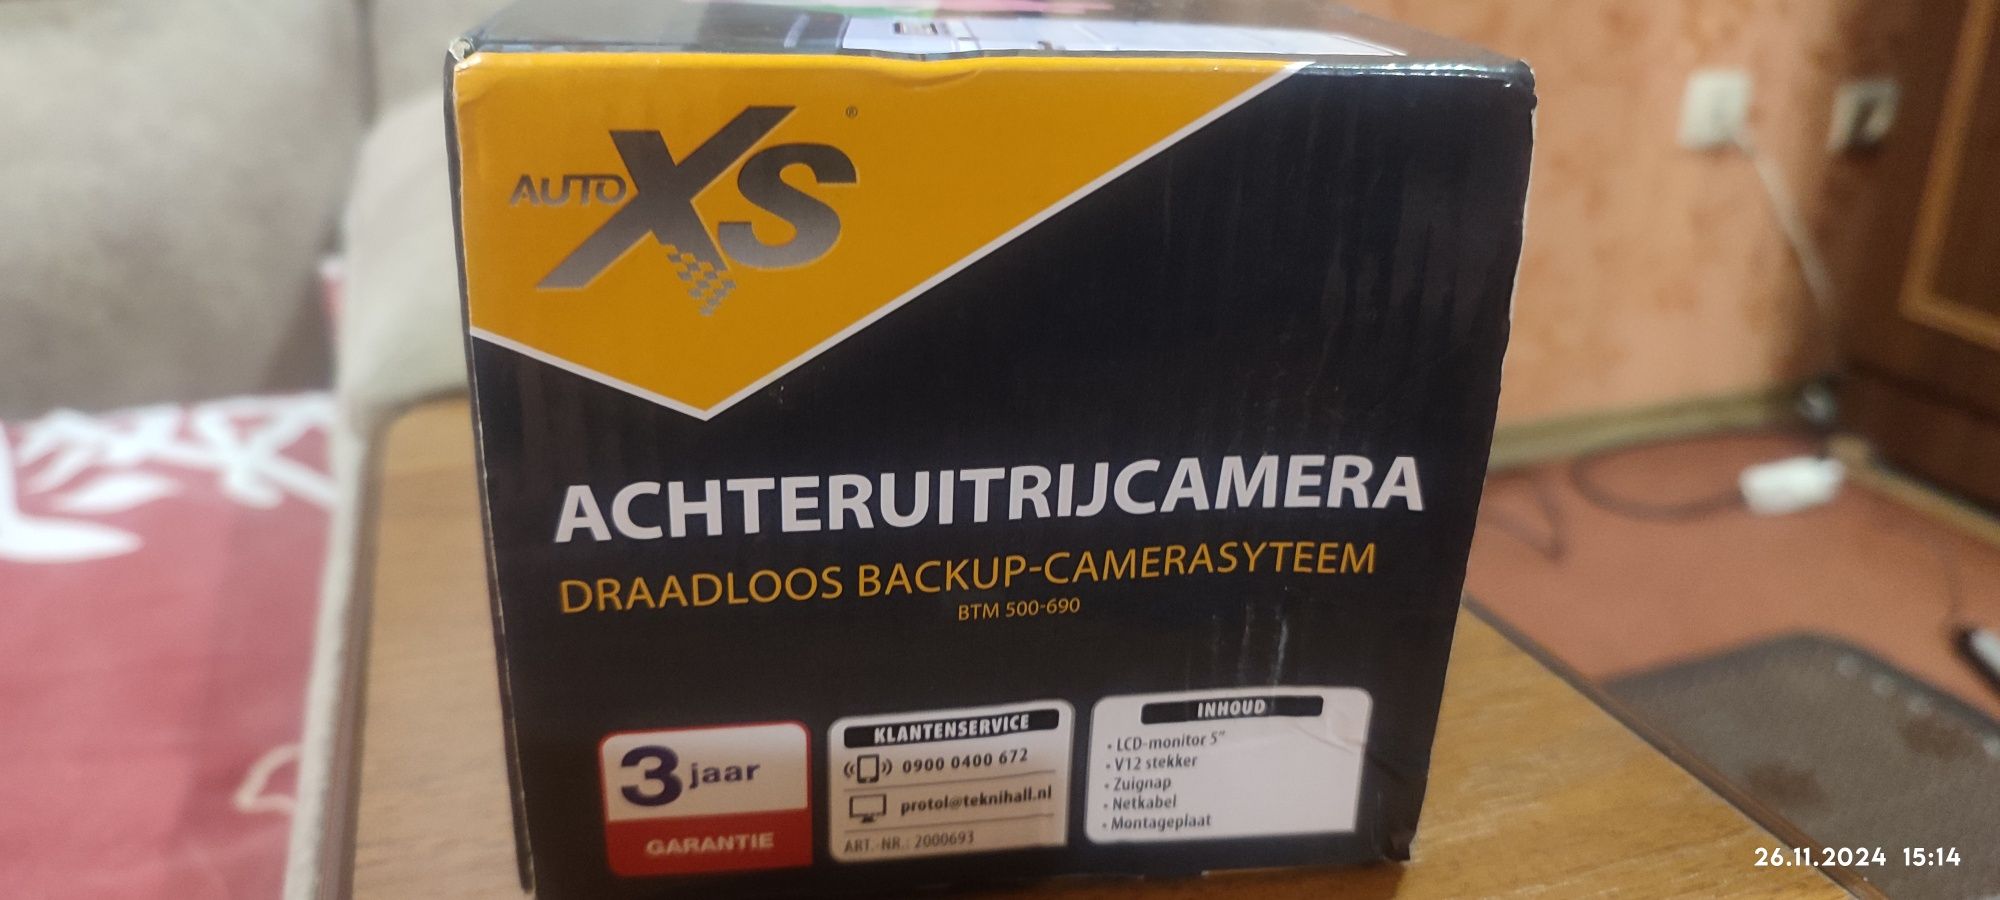 AUTO XS ®
ACHTERUITRIJCAMERA
DRAADLOOS BACKUP-CAMERASYTEEM
BTM 500-690
3 jaar
GARANTIE
KLANTENSERVICE
0900 0400 672
protol@teknihall.nl
ART.-NR.: 2000693
INHOUD
• LCD-monitor 5"
• V12 stekker
• Zuignap
• Netkabel
• Montageplaat
26.11.2024 15:14